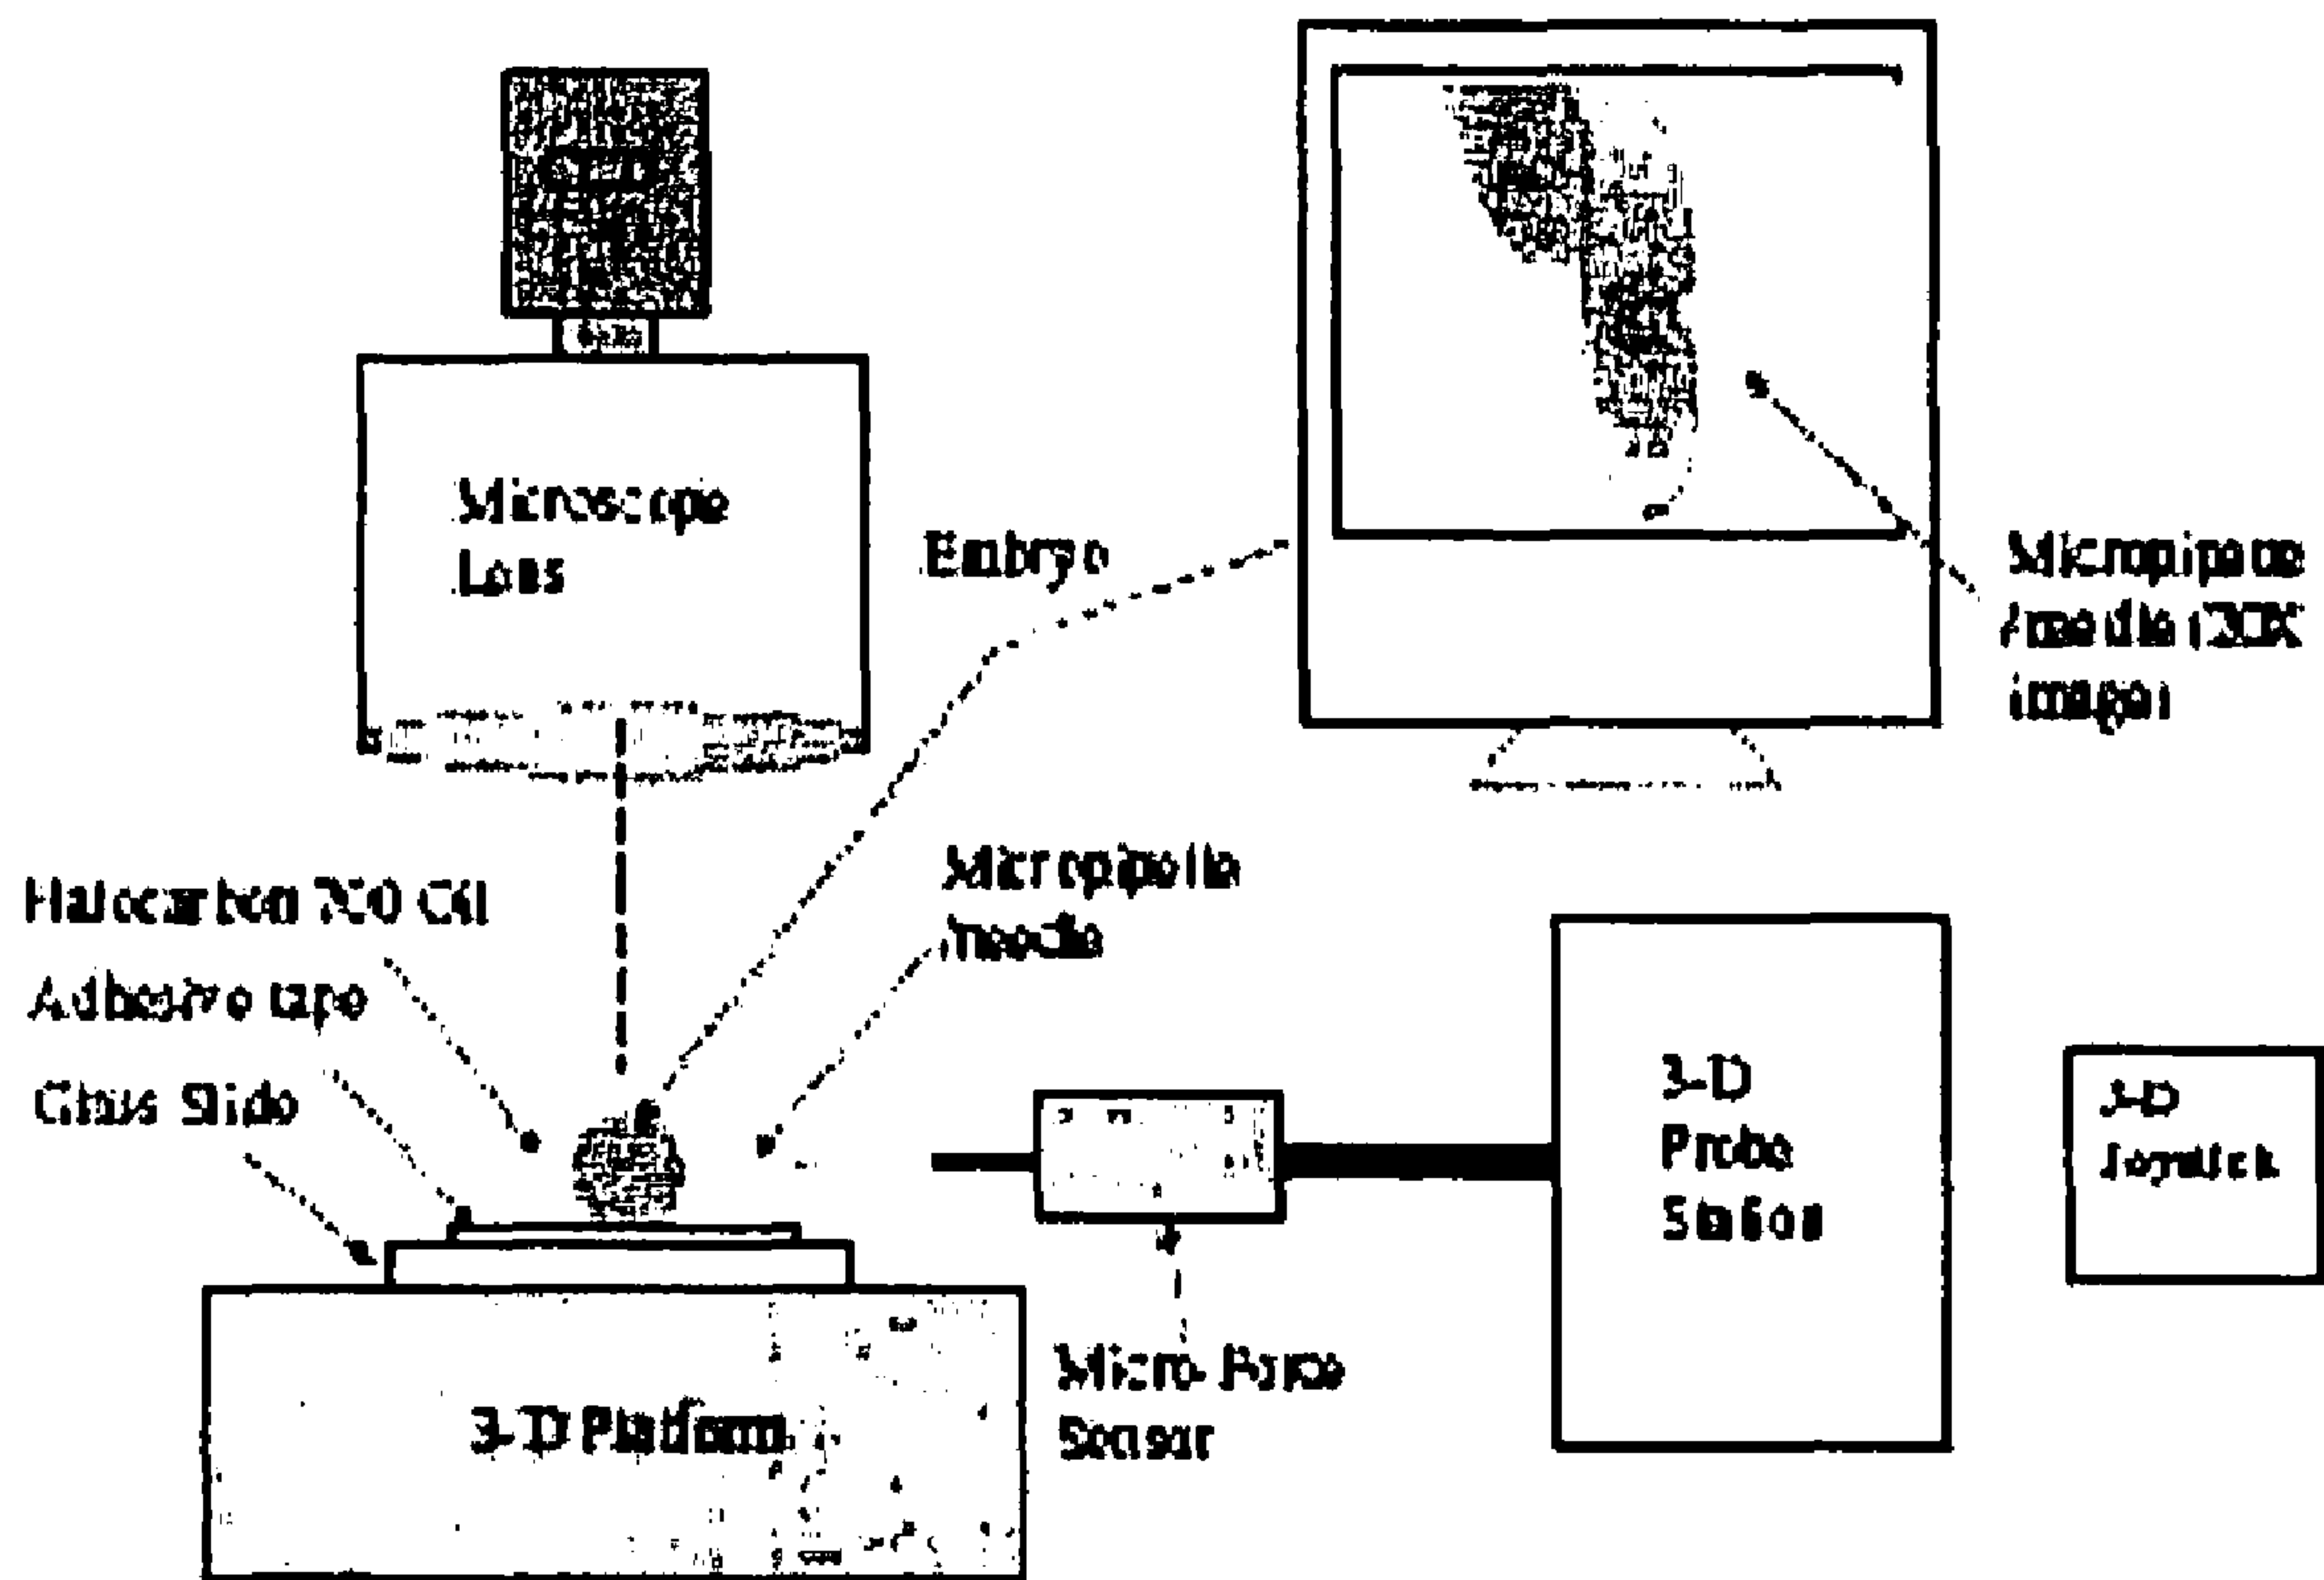 CCD
Microscope
Lens
Embryo
Micropipette
/needle (20X
image)
Micropipette
/needle
Halocarbon 700 Oil
Adhesive tape
Glass Slide
3-D
Probe
Station
3-D
Joystick
Micro-Force
Sensor
3-D Platform